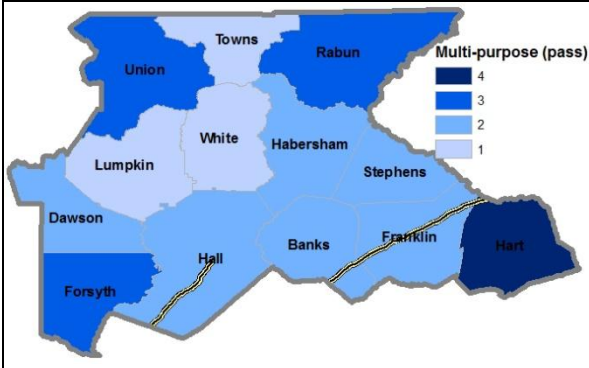 Towns
Union
Rabun
Multi-purpose (pass)
4
3
2
1
White
Habersham
Lumpkin
Stephens
Dawson
Hall
Banks
Franklin
Hart
Forsyth